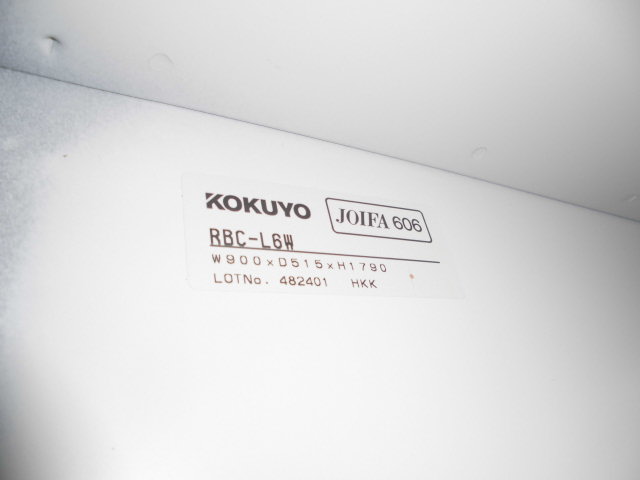 KOKUYO JOIFA 606
RBC-L6W
W900×D515×H1790
LOTNo. 482401 HKK